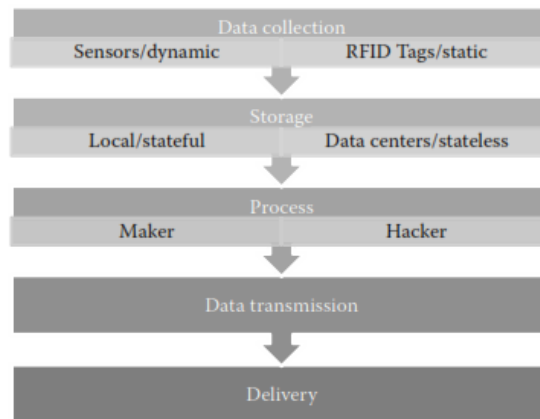 Data collection
Sensors/dynamic RFID Tags/static
Storage
Local/stateful Data centers/stateless
Process
Maker Hacker
Data transmission
Delivery